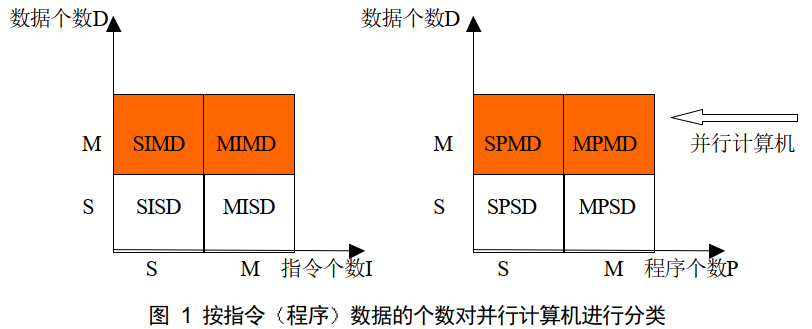 数据个数D
数据个数D
M
SIMD
MIMD
M
SPMD
MPMD
并行计算机
S
SISD
MISD
S
SPSD
MPSD
S
M
指令个数I
S
M
程序个数P
图 1 按指令（程序）数据的个数对并行计算机进行分类